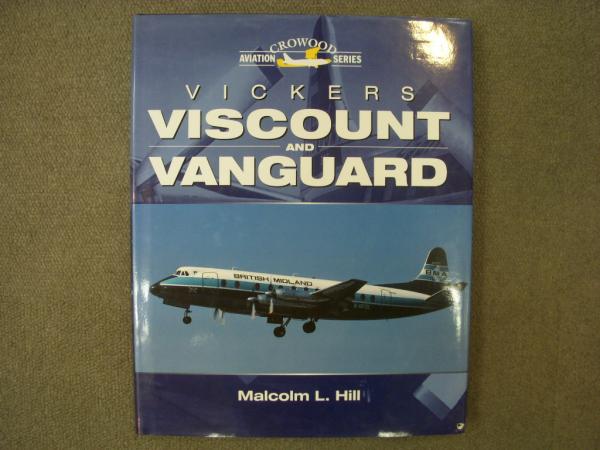 CROWOOD
AVIATION SERIES
VICKERS
VISCOUNT
AND
VANGUARD
BRITISH MIDLAND
BMA
Malcolm L. Hill